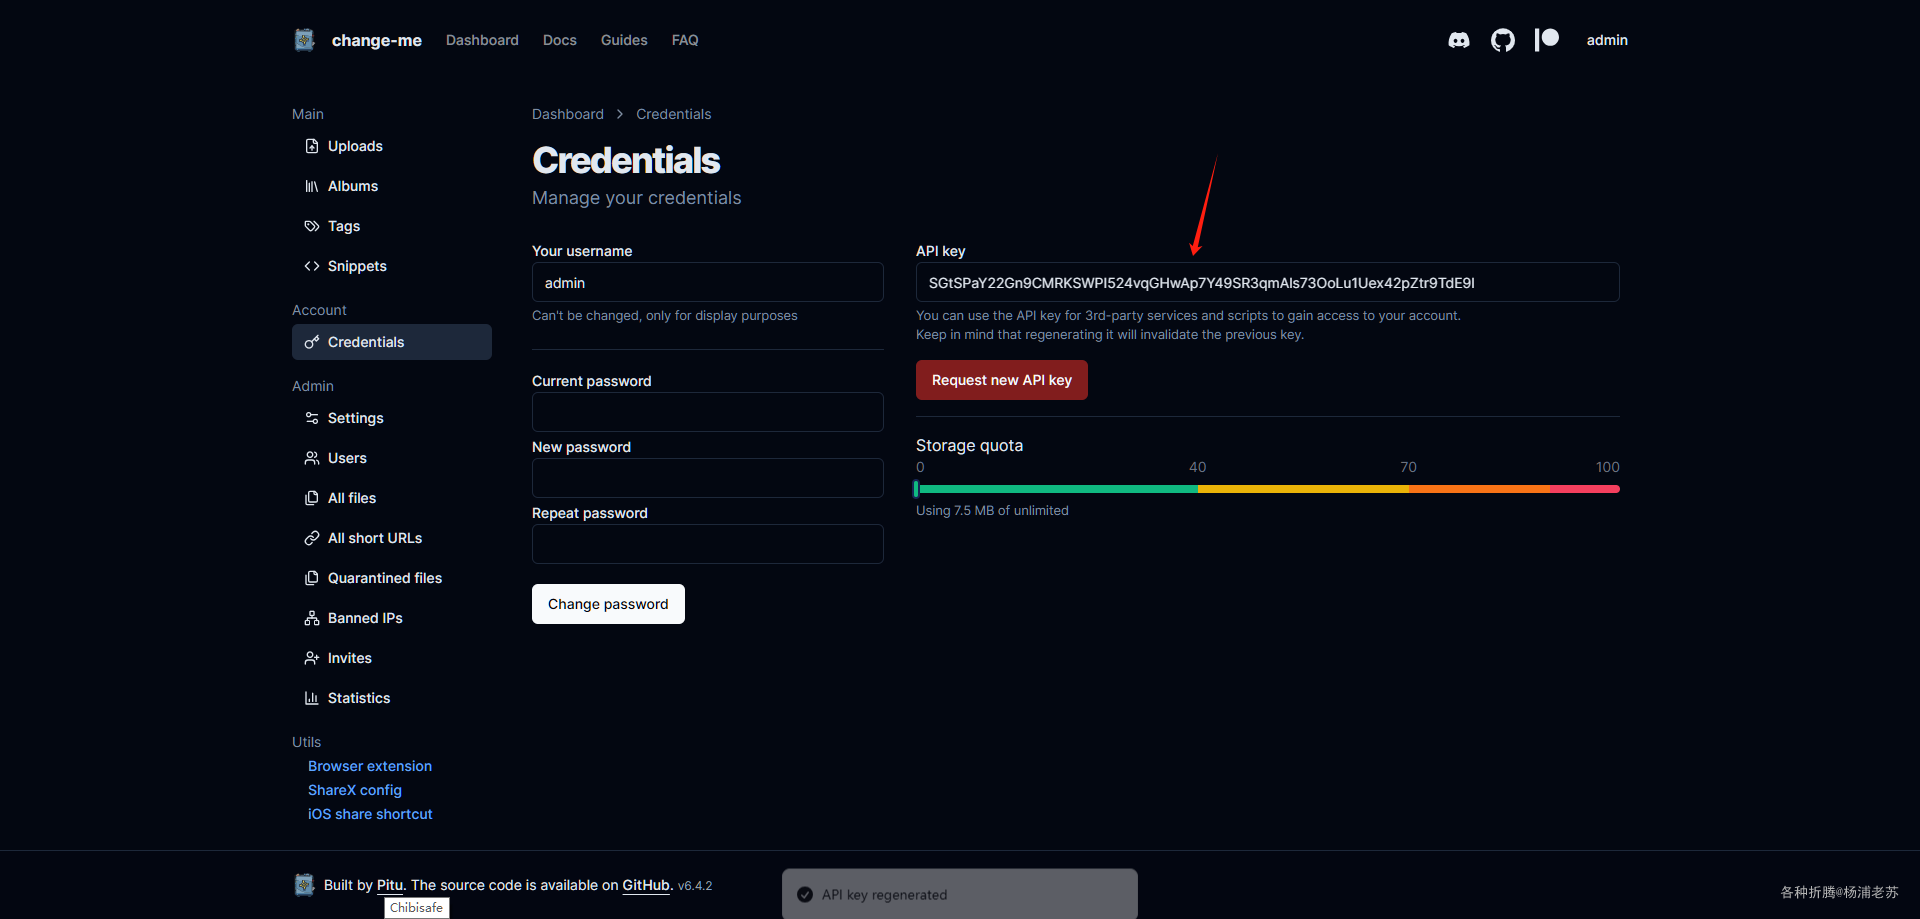 change-me
Dashboard
Docs
Guides
FAQ
admin
Main
Uploads
Albums
Tags
Snippets
Account
Credentials
Admin
Settings
Users
All files
All short URLs
Quarantined files
Banned IPs
Invites
Statistics
Utils
Browser extension
ShareX config
iOS share shortcut
Dashboard > Credentials
Credentials
Manage your credentials
Your username
admin
Can't be changed, only for display purposes
Current password
New password
Repeat password
Change password
API key
SGtSPaY22Gn9CMRKSWPI524vqGHwAp7Y49SR3qmAIs73OoLu1Uex42pZtr9TdE9I
You can use the API key for 3rd-party services and scripts to gain access to your account.
Keep in mind that regenerating it will invalidate the previous key.
Request new API key
Storage quota
0 40 70 100
Using 7.5 MB of unlimited
Built by Pitu. The source code is available on GitHub. v6.4.2
Chibisafe
API key regenerated
各种折腾@杨浦老苏